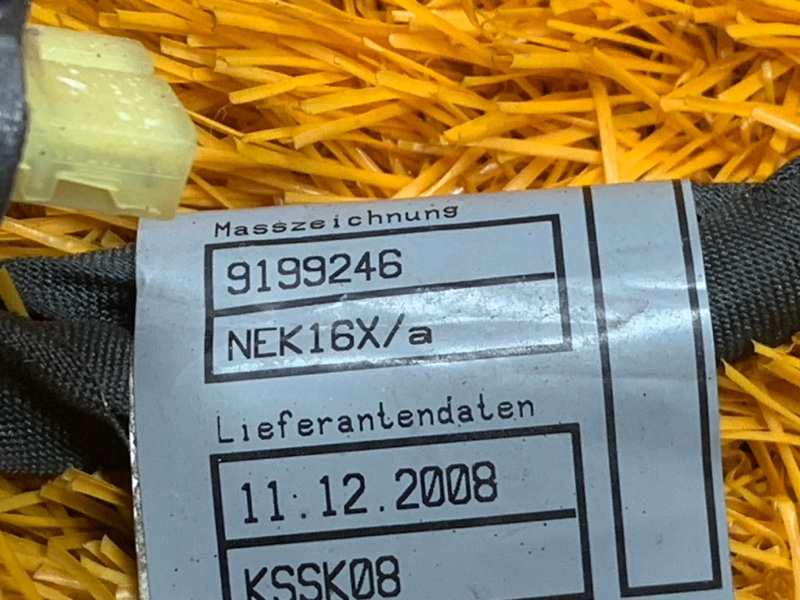 Masszeichnung
9199246
NEK16X/a
Lieferantendaten
11.12.2008
KSSK08